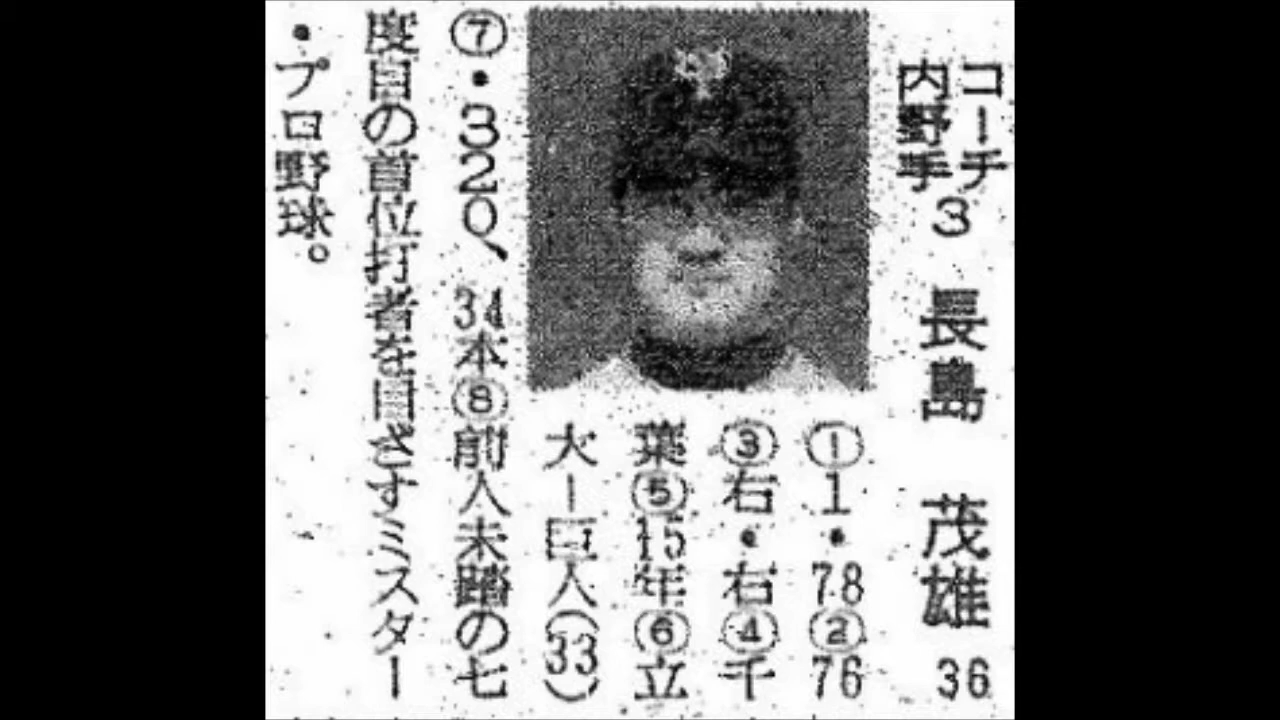 コーチ
内野手 3 長島 茂雄 36
①1・78②76
③右・右④千
葉⑤15年⑥立
大ー巨人(33)
⑦・320、34本⑧前人未踏の七
度目の首位打者を目ざすミスター
・プロ野球。